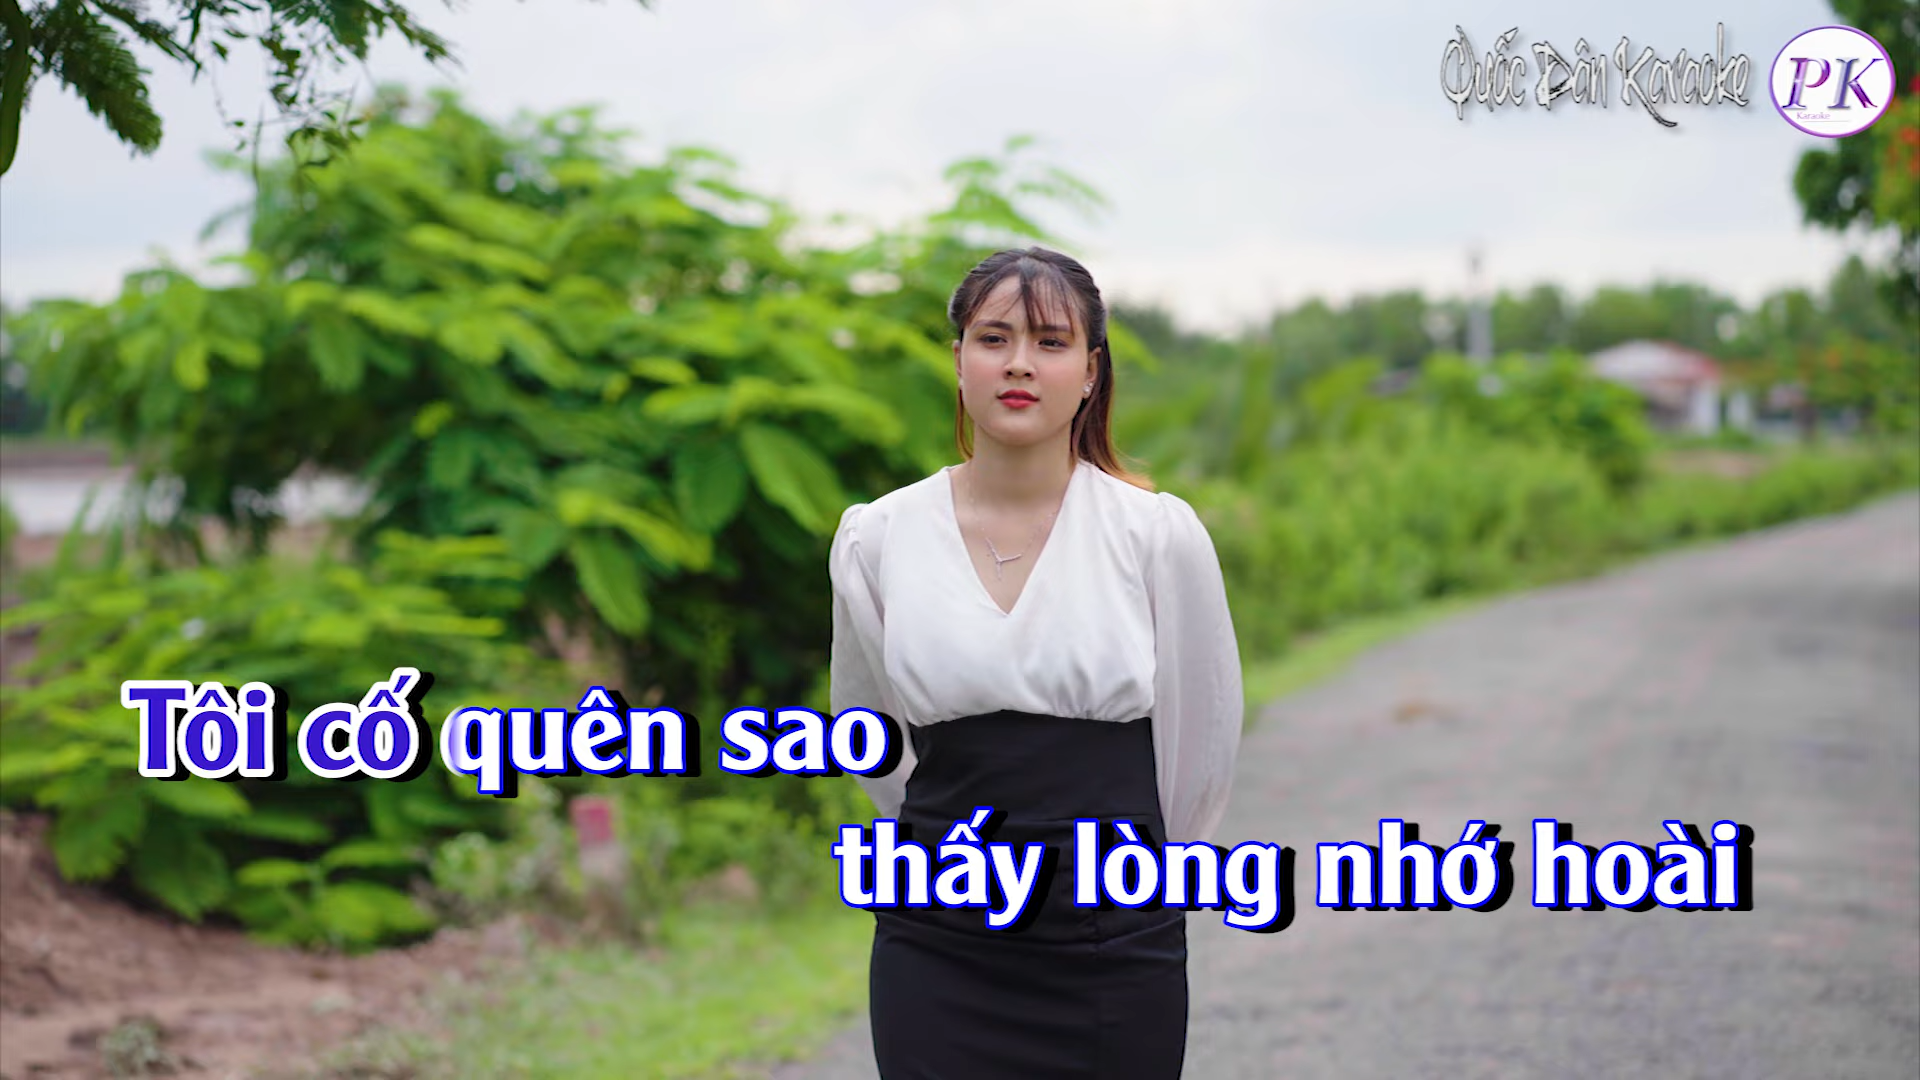 Quốc Dân Karaoke
PK
Karaoke
Tôi cố quên sao
thấy lòng nhớ hoài